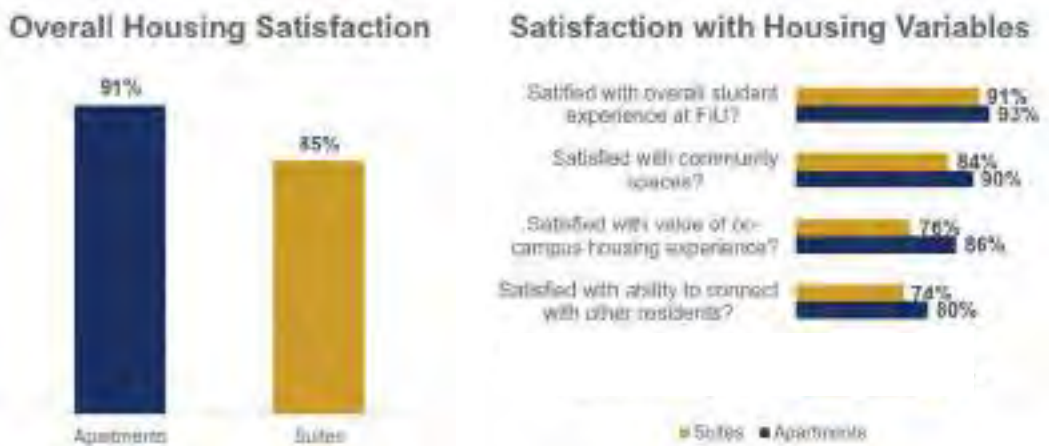 Overall Housing Satisfaction
91%
85%
Apartments
Suites
Satisfaction with Housing Variables
Satified with overall student
experience at FIU?
91%
93%
Satisfied with community
spaces?
84%
90%
Satisfied with value of on-
campus housing experience?
76%
86%
Satisfied with ability to connect
with other residents?
74%
80%
Suites Apartments